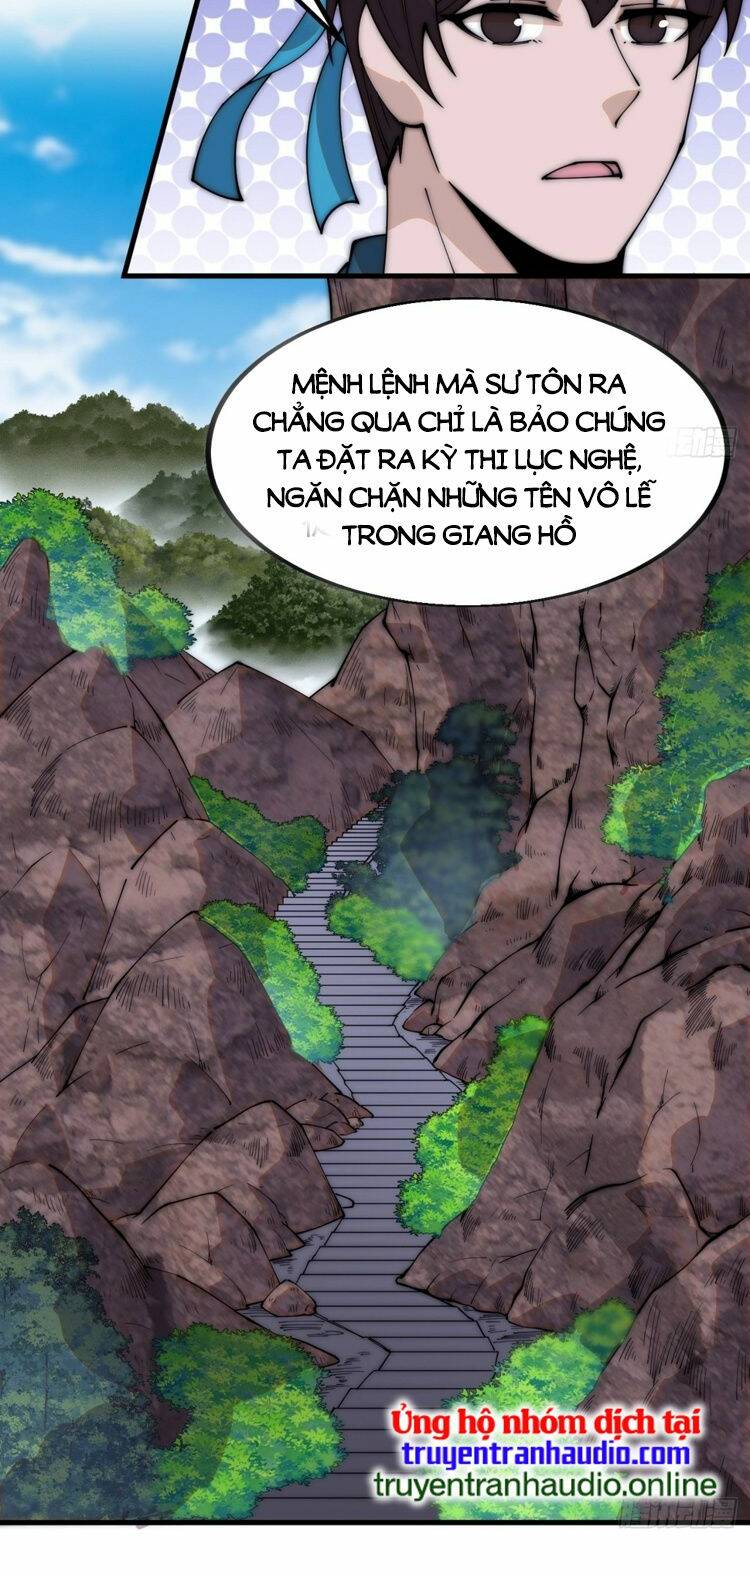 MỆNH LỆNH MÀ SƯ TÔN RA
CHẲNG QUA CHỈ LÀ BẢO CHÚNG
TA ĐẶT RA KỲ THI LỤC NGHỆ,
NGĂN CHẶN NHỮNG TÊN VÔ LỄ
TRONG GIANG HỒ
Ủng hộ nhóm dịch tại
truyentranhaudio.com
truyentranhaudio.online